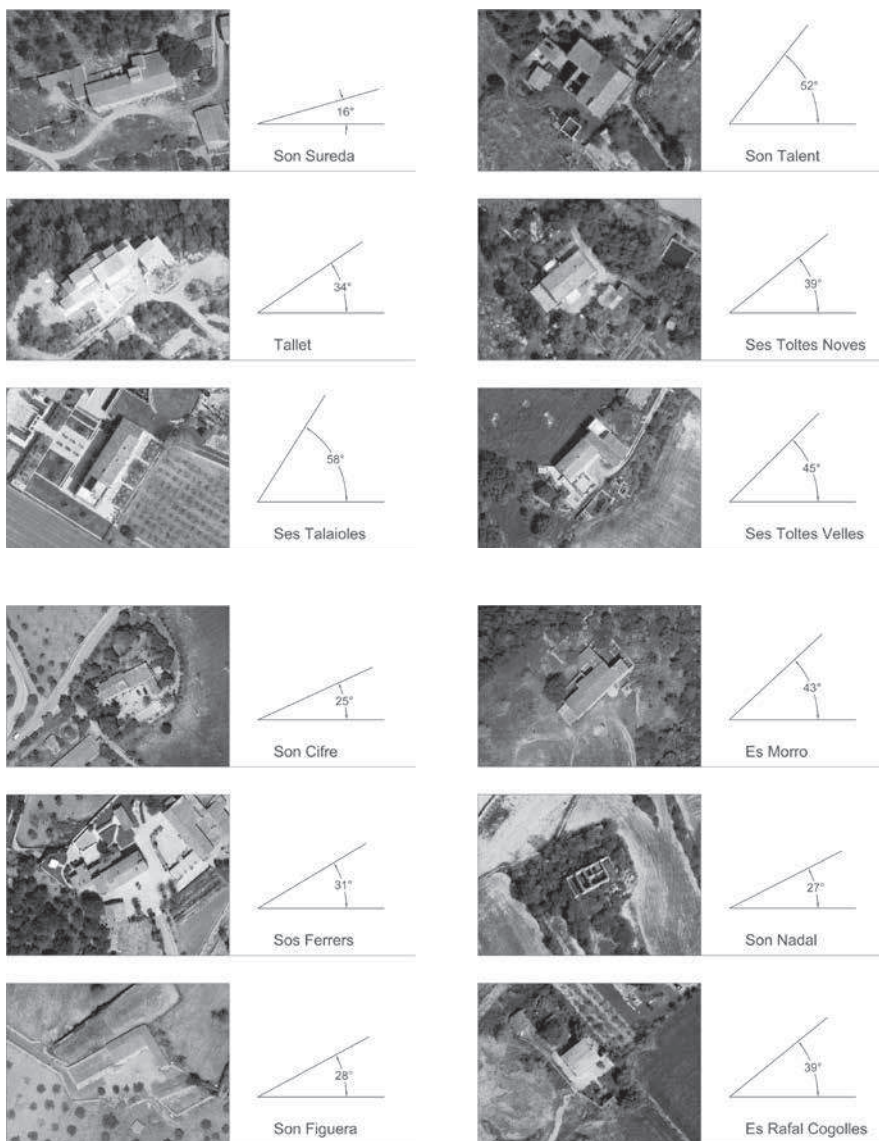 16°
Son Sureda
52°
Son Talent
34°
Tallet
39°
Ses Toltes Noves
58°
Ses Talaioles
45°
Ses Toltes Velles
25°
Son Cifre
43°
Es Morro
31°
Sos Ferrers
27°
Son Nadal
28°
Son Figuera
39°
Es Rafal Cogolles